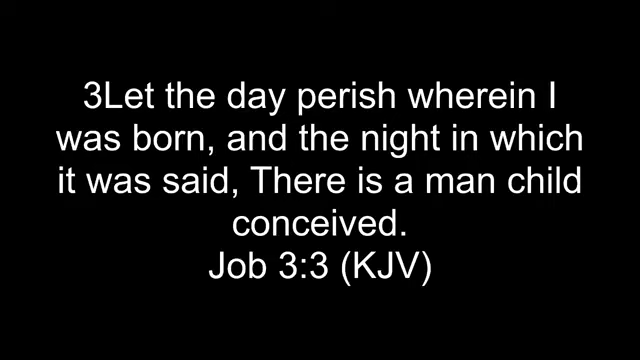 3Let the day perish wherein I
was born, and the night in which
it was said, There is a man child
conceived.
Job 3:3 (KJV)